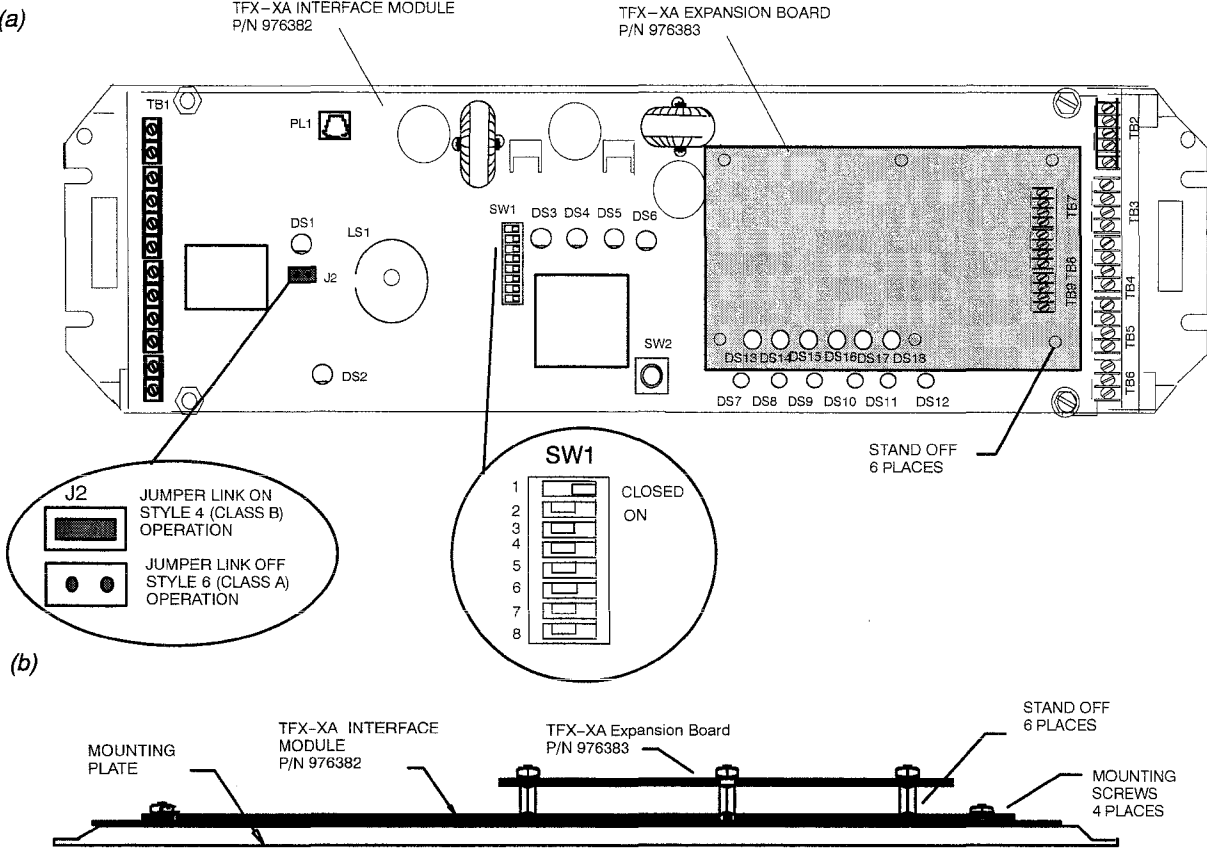 (a)
TFX-XA INTERFACE MODULE
P/N 976382
TFX-XA EXPANSION BOARD
P/N 976383
TB1
PL1
TB2
DS1
LS1
SW1
DS3 DS4 DS5 DS6
TB7
TB3
J2
TB8
TB9
TB4
SW2
DS13 DS14 DS15 DS16 DS17 DS18
TB5
DS2
TB6
DS7 DS8 DS9 DS10 DS11 DS12
STAND OFF
6 PLACES
J2
JUMPER LINK ON
STYLE 4 (CLASS B)
OPERATION
JUMPER LINK OFF
STYLE 6 (CLASS A)
OPERATION
SW1
1
2
3
4
5
6
7
8
CLOSED
ON
(b)
MOUNTING
PLATE
TFX-XA INTERFACE
MODULE
P/N 976382
TFX-XA Expansion Board
P/N 976383
STAND OFF
6 PLACES
MOUNTING
SCREWS
4 PLACES